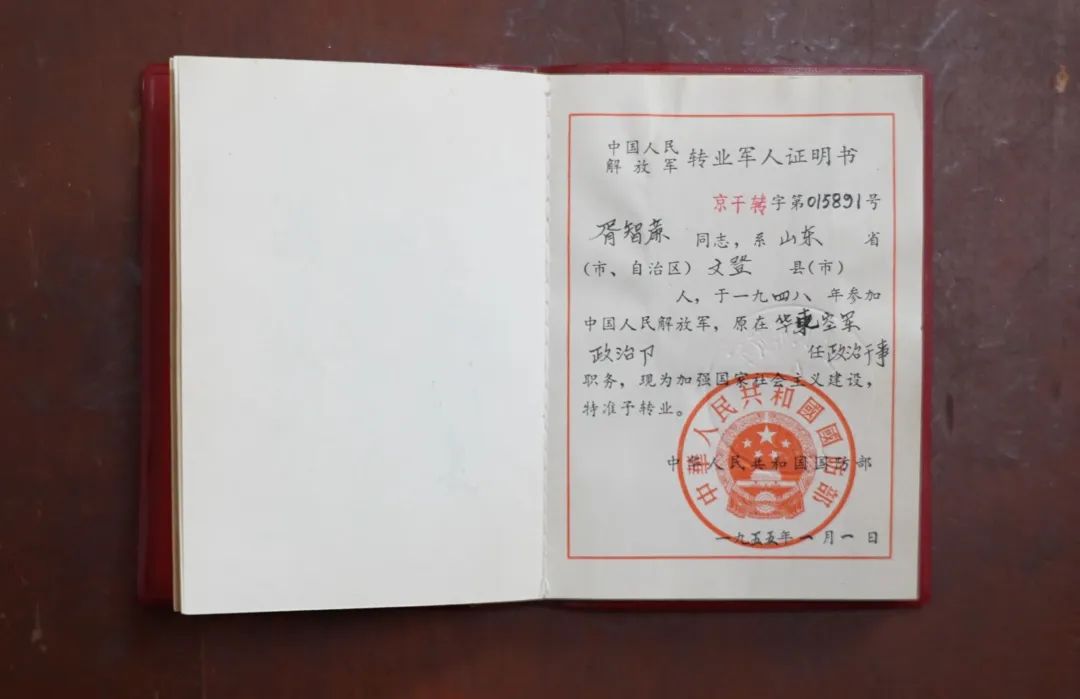 中国人民
解放军 转业军人证明书
京干转字第015891号
胥智 同志，系 山东 省
(市、自治区) 文登 县(市)
人，于一九四八年参加
中国人民解放军，原在华东空军
政治卩 任政治干事
职务，现为加强国家社会主义建设，
特准予转业。
中华人民共和国国防部
中華人民共和國國防部
一九五五年一月一日